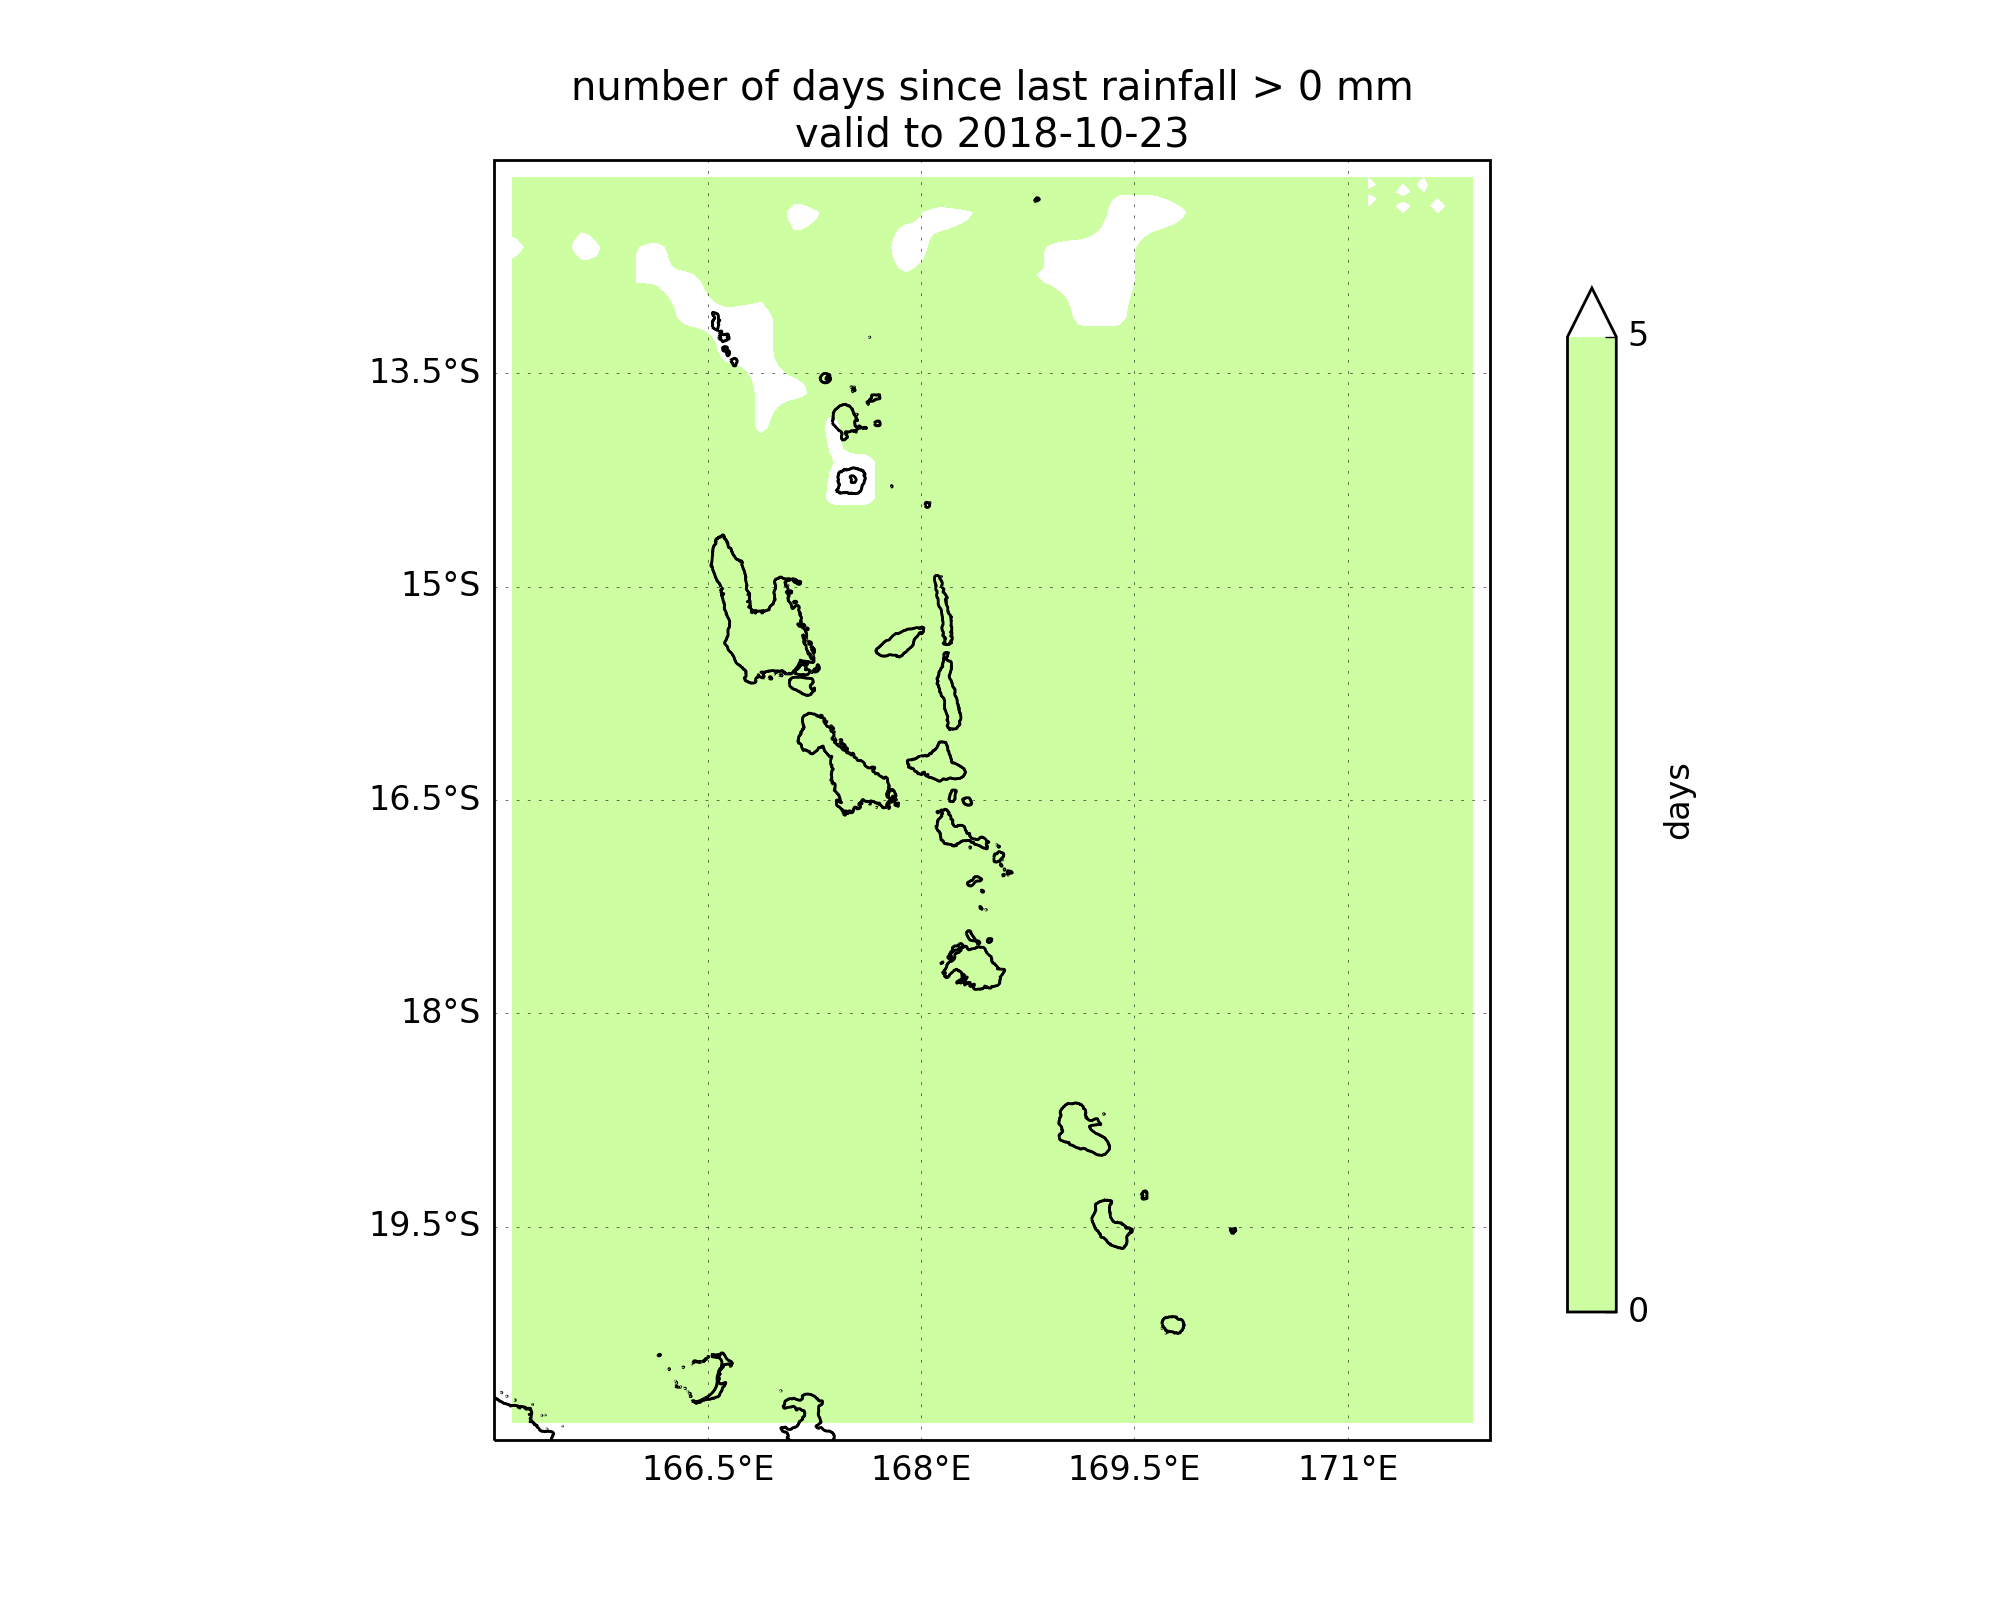 number of days since last rainfall > 0 mm
valid to 2018-10-23
13.5°S
15°S
16.5°S
18°S
19.5°S
166.5°E
168°E
169.5°E
171°E
5
days
0